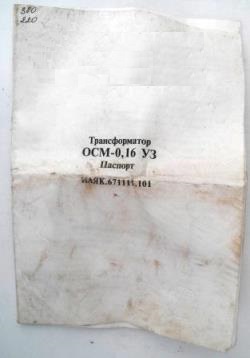 380
220
Трансформатор
ОСМ-0,16 УЗ
Паспорт
ИАЯК.671111.101